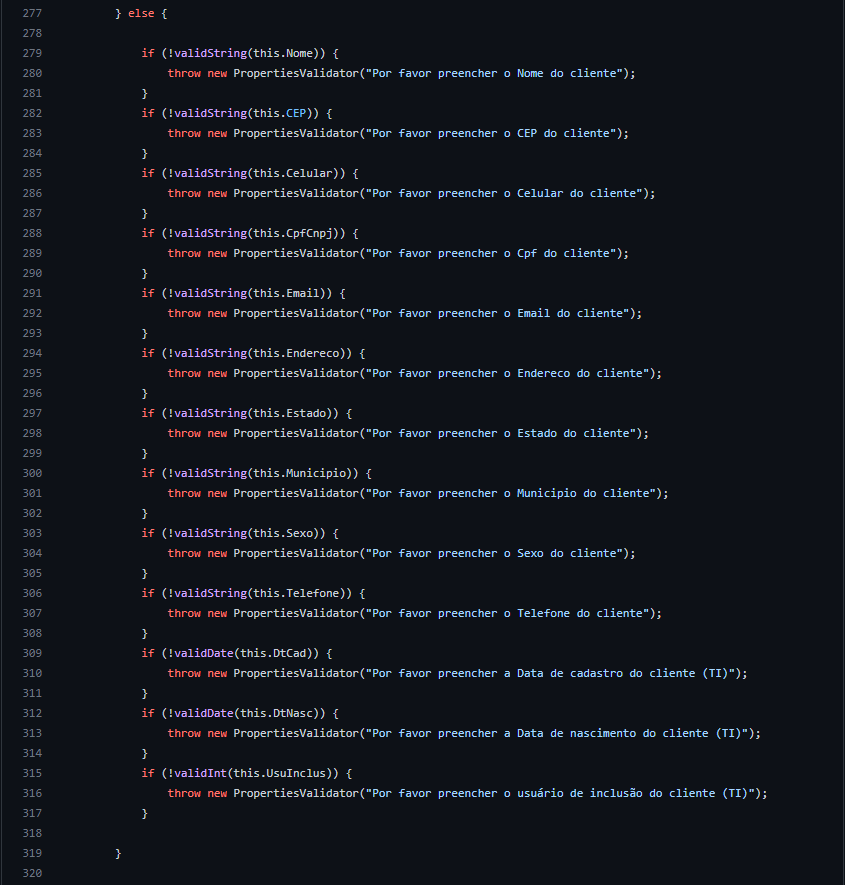 277 } else {
278
279 if (!validString(this.Nome)) {
280 throw new PropertiesValidator("Por favor preencher o Nome do cliente");
281 }
282 if (!validString(this.CEP)) {
283 throw new PropertiesValidator("Por favor preencher o CEP do cliente");
284 }
285 if (!validString(this.Celular)) {
286 throw new PropertiesValidator("Por favor preencher o Celular do cliente");
287 }
288 if (!validString(this.CpfCnpj)) {
289 throw new PropertiesValidator("Por favor preencher o Cpf do cliente");
290 }
291 if (!validString(this.Email)) {
292 throw new PropertiesValidator("Por favor preencher o Email do cliente");
293 }
294 if (!validString(this.Endereco)) {
295 throw new PropertiesValidator("Por favor preencher o Endereco do cliente");
296 }
297 if (!validString(this.Estado)) {
298 throw new PropertiesValidator("Por favor preencher o Estado do cliente");
299 }
300 if (!validString(this.Municipio)) {
301 throw new PropertiesValidator("Por favor preencher o Municipio do cliente");
302 }
303 if (!validString(this.Sexo)) {
304 throw new PropertiesValidator("Por favor preencher o Sexo do cliente");
305 }
306 if (!validString(this.Telefone)) {
307 throw new PropertiesValidator("Por favor preencher o Telefone do cliente");
308 }
309 if (!validDate(this.DtCad)) {
310 throw new PropertiesValidator("Por favor preencher a Data de cadastro do cliente (TI)");
311 }
312 if (!validDate(this.DtNasc)) {
313 throw new PropertiesValidator("Por favor preencher a Data de nascimento do cliente (TI)");
314 }
315 if (!validInt(this.UsuInclus)) {
316 throw new PropertiesValidator("Por favor preencher o usuário de inclusão do cliente (TI)");
317 }
318
319 }
320